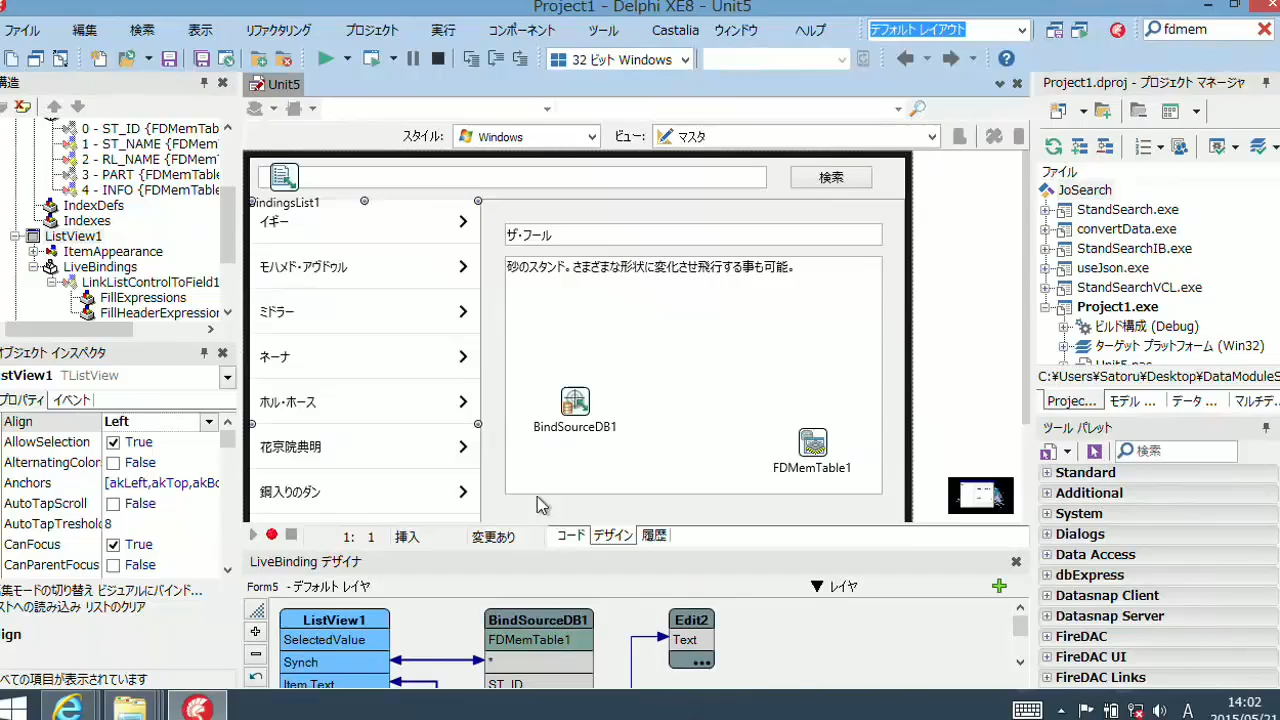 Project1 - Delphi XE8 - Unit5
ファイル 編集 検索 表示 リファクタリング プロジェクト 実行 コンポーネント ツール Castalia ウィンドウ ヘルプ デフォルト レイアウト fdmem
32 ビット Windows
構造
Unit5
Project1.dproj - プロジェクト マネージャ
スタイル: Windows ビュー: マスタ
0 - ST_ID {FDMemTab
1 - ST_NAME {FDMemT
2 - RL_NAME {FDMemT
3 - PART {FDMemTable
4 - INFO {FDMemTable
IndexDefs
Indexes
ListView1
ItemAppearance
LiveBindings
LinkListControlToField1
FillExpressions
FillHeaderExpression
検索
indingsList1
イギー
モハメド・アヴドゥル
ミドラー
ネーナ
ホル・ホース
花京院典明
鋼入りのダン
ザ・フール
砂のスタンド。さまざまな形状に変化させ飛行する事も可能。
BindSourceDB1
FDMemTable1
ファイル
JoSearch
StandSearch.exe
convertData.exe
StandSearchIB.exe
useJson.exe
StandSearchVCL.exe
Project1.exe
ビルド構成 (Debug)
ターゲット プラットフォーム (Win32)
Unit5.pas
C:¥Users¥Satoru¥Desktop¥DataModuleS
Projec... モデル ... データ ... マルチデ...
オブジェクト インスペクタ
stView1 TListView
プロパティ イベント
Align Left
AllowSelection True
AlternatingColor False
Anchors [akLeft,akTop,akBo
AutoTapScroll False
AutoTapTreshold 8
CanFocus True
CanParentFocus False
集モードの切り替え ビジュアルにバインド...
ストへの読み込み リストのクリア
ign
べての項目が表示されています
1: 1 挿入 変更あり コード デザイン 履歴
LiveBinding デザイナ
Form5 - デフォルト レイヤ レイヤ
ListView1
SelectedValue
Synch
Item.Text
BindSourceDB1
FDMemTable1
*
ST_ID
Edit2
Text
ツール パレット
検索
Standard
Additional
System
Dialogs
Data Access
dbExpress
Datasnap Client
Datasnap Server
FireDAC
FireDAC UI
FireDAC Links
A 14:02